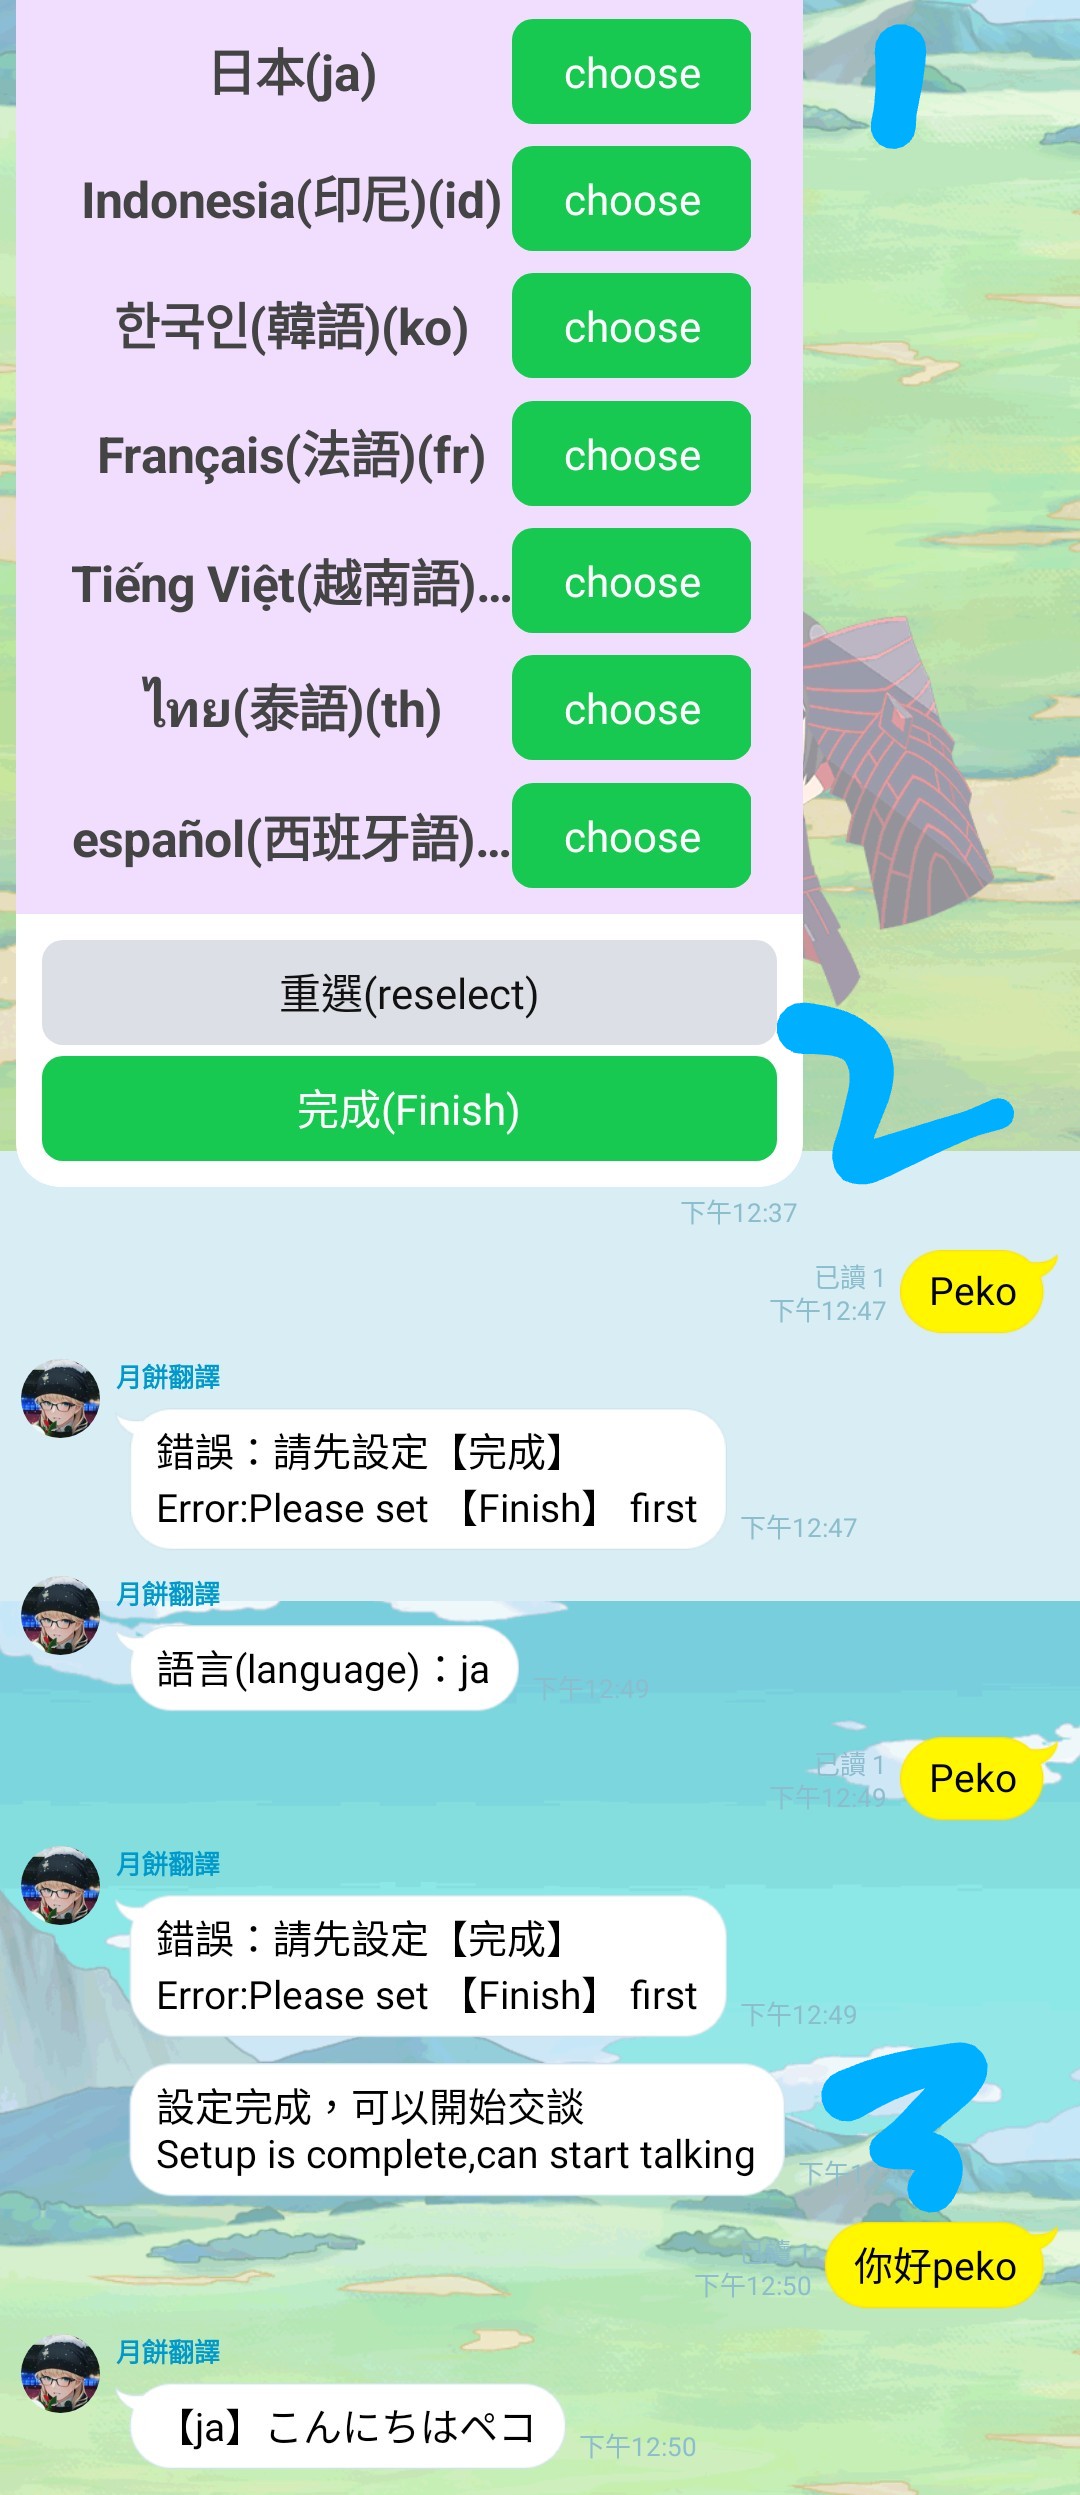 日本(ja)
choose
1
Indonesia(印尼)(id)
choose
한국인(韓語)(ko)
choose
Français(法語)(fr)
choose
Tiếng Việt(越南語)...
choose
ไทย(泰語)(th)
choose
español(西班牙語)...
choose
重選(reselect)
完成(Finish)
2
下午12:37
已讀 1
下午12:47
Peko
月餅翻譯
錯誤：請先設定【完成】
Error:Please set 【Finish】 first
下午12:47
月餅翻譯
語言(language)：ja
下午12:49
已讀 1
下午12:49
Peko
月餅翻譯
錯誤：請先設定【完成】
Error:Please set 【Finish】 first
下午12:49
設定完成，可以開始交談
Setup is complete,can start talking
下午
3
已讀 1
下午12:50
你好peko
月餅翻譯
【ja】こんにちはペコ
下午12:50